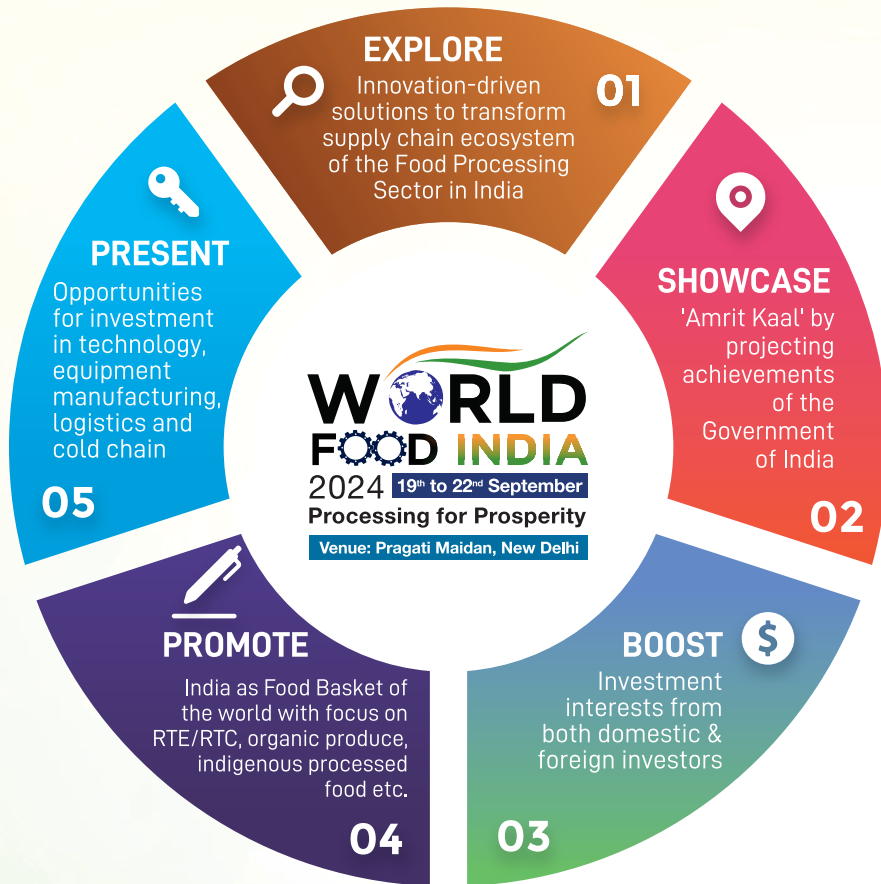 EXPLORE
01
Innovation-driven
solutions to transform
supply chain ecosystem
of the Food Processing
Sector in India
SHOWCASE
'Amrit Kaal' by
projecting
achievements
of the
Government
of India
02
BOOST
$
Investment
interests from
both domestic &
foreign investors
03
PROMOTE
India as Food Basket of
the world with focus on
RTE/RTC, organic produce,
indigenous processed
food etc.
04
PRESENT
Opportunities
for investment
in technology,
equipment
manufacturing,
logistics and
cold chain
05
WORLD
FOOD INDIA
2024 19th to 22nd September
Processing for Prosperity
Venue: Pragati Maidan, New Delhi